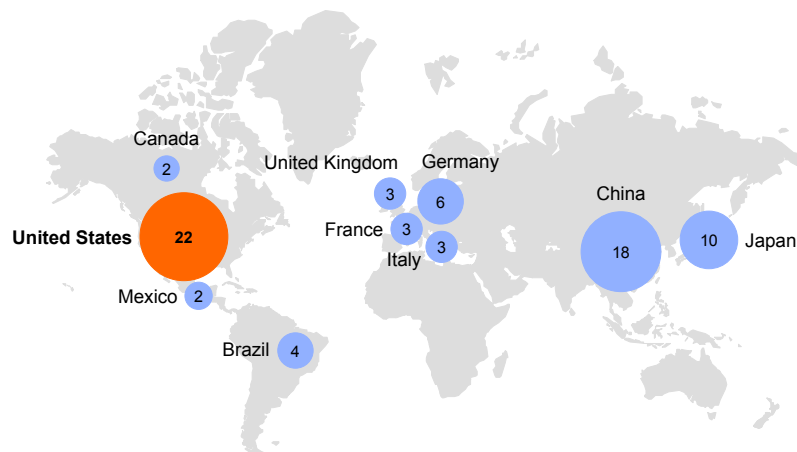 Canada
2
United Kingdom
3
Germany
6
China
18
United States
22
France
3
Italy
3
10
Japan
Mexico
2
Brazil
4